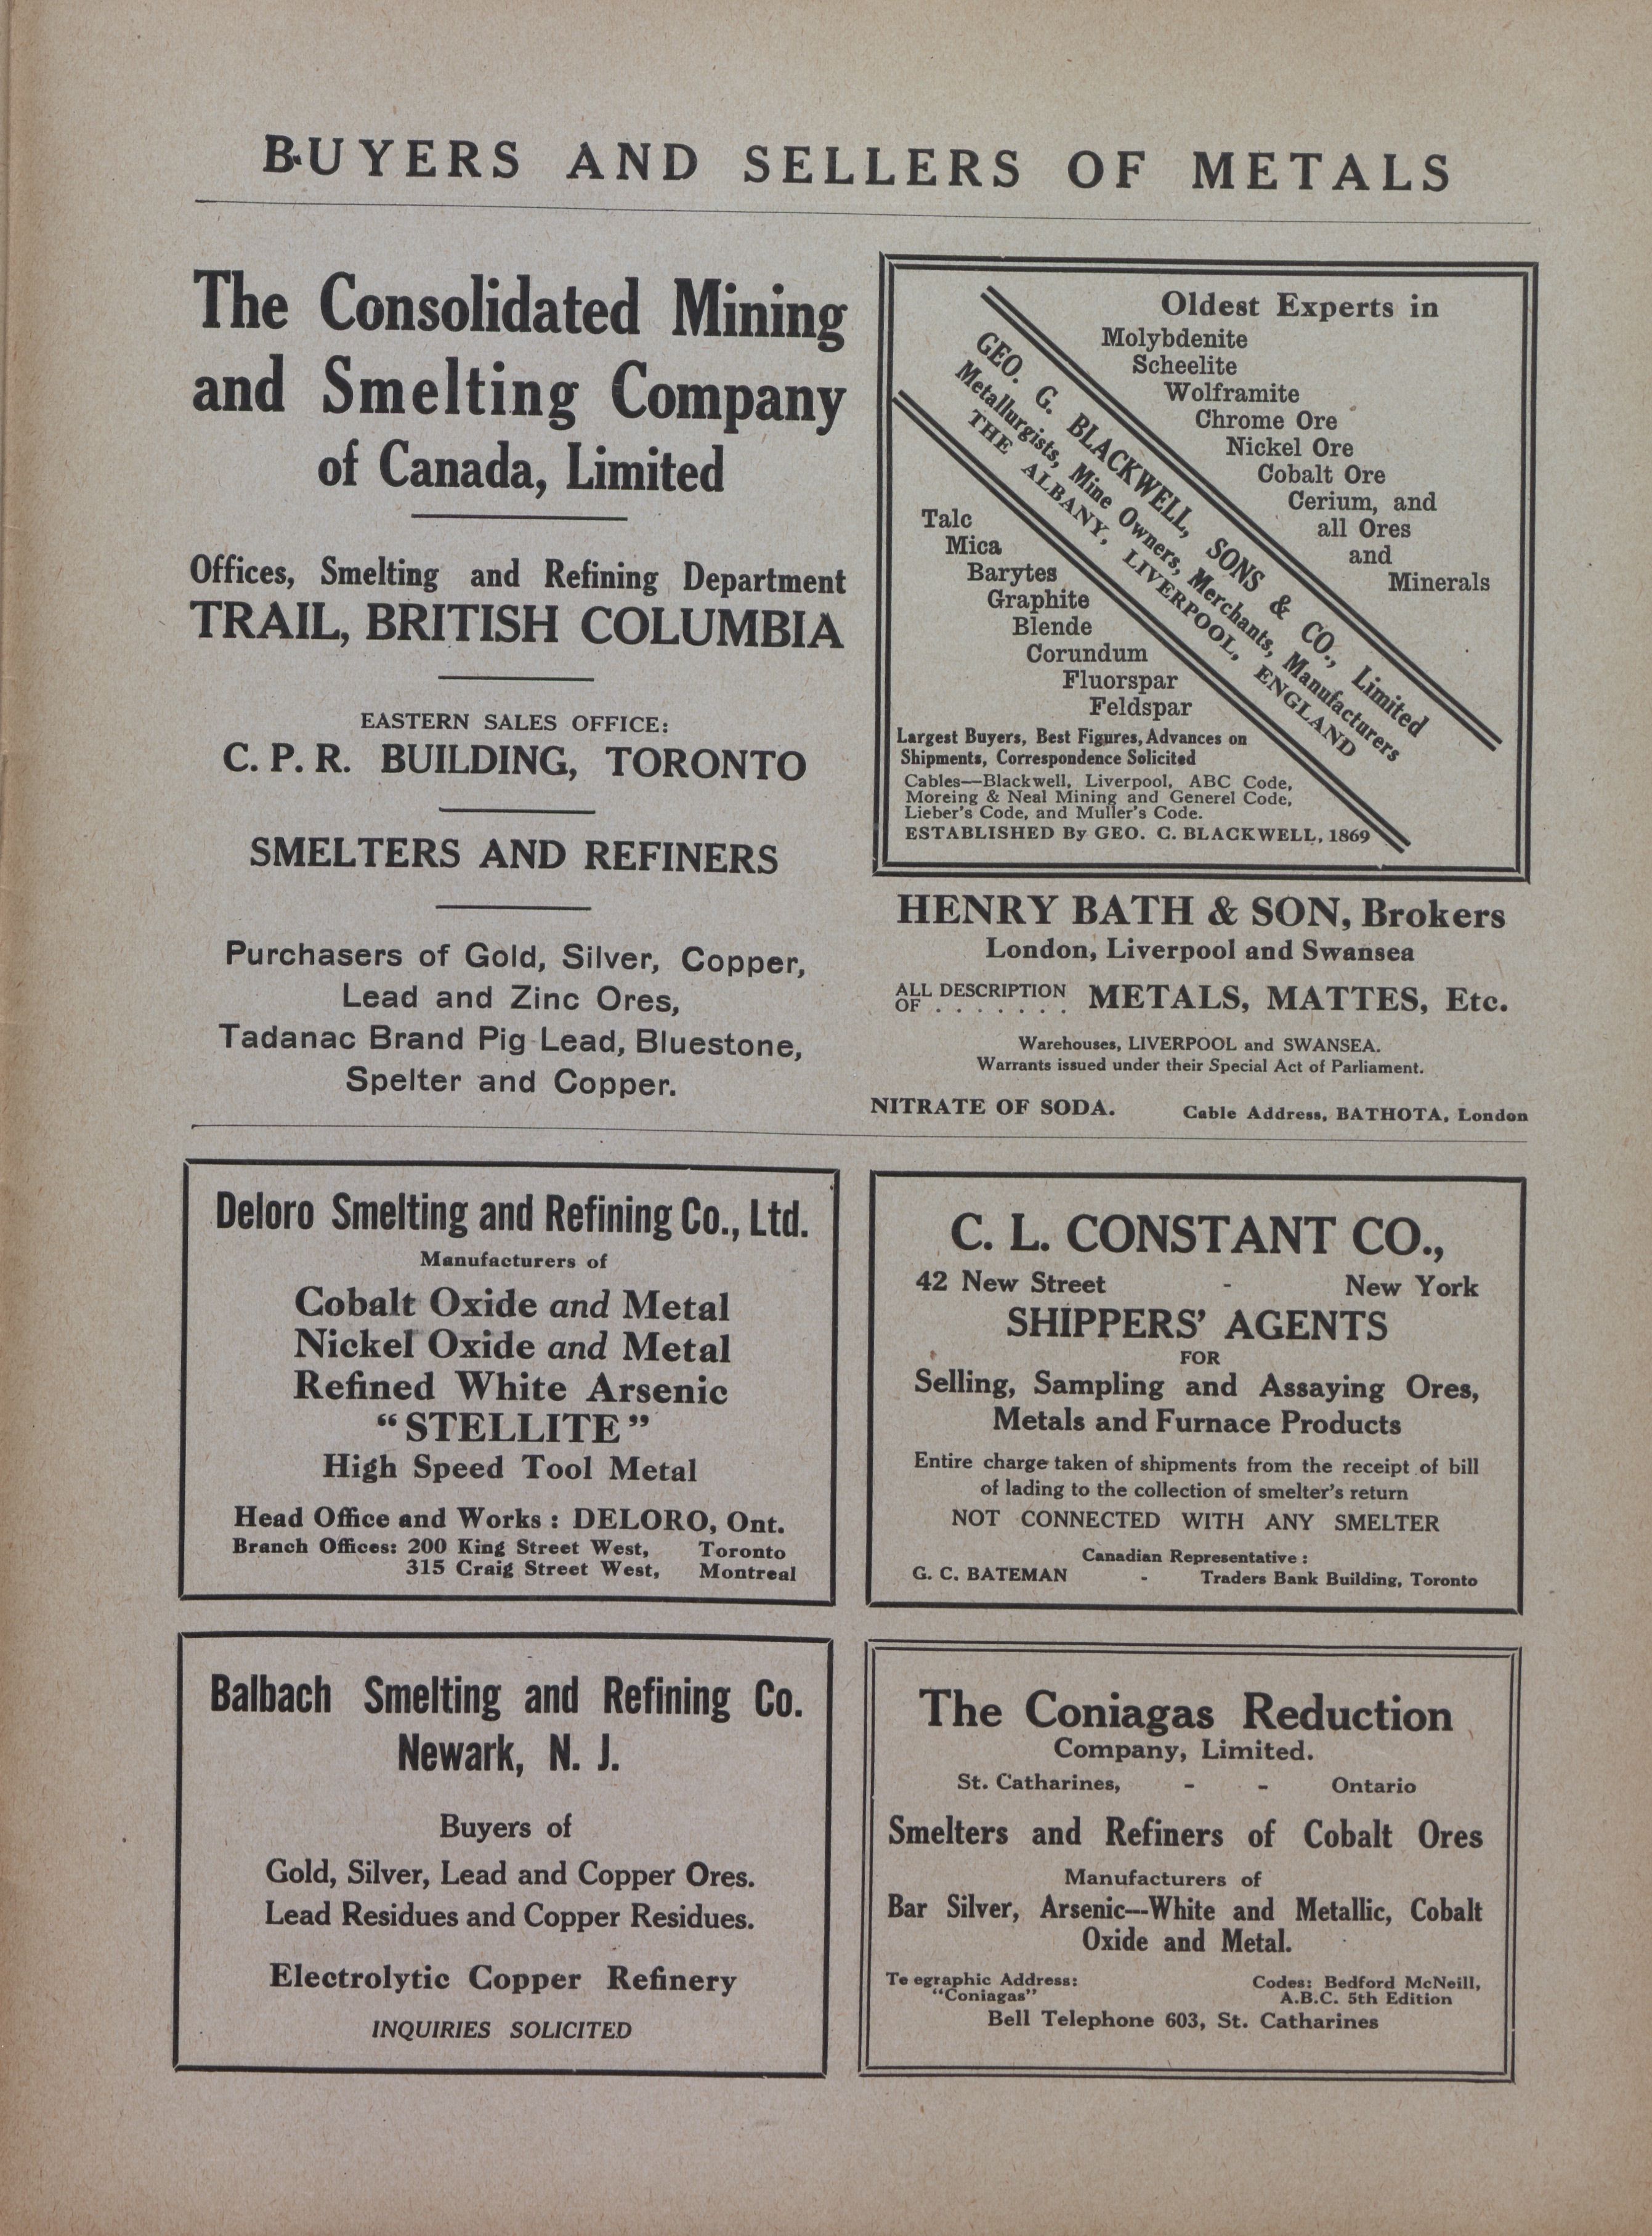 BUYERS AND SELLERS OF METALS
The Consolidated Mining
and Smelting Company
of Canada, Limited
Offices, Smelting and Refining Department
TRAIL, BRITISH COLUMBIA
EASTERN SALES OFFICE:
C. P. R. BUILDING, TORONTO
SMELTERS AND REFINERS
Purchasers of Gold, Silver, Copper,
Lead and Zinc Ores,
Tadanac Brand Pig Lead, Bluestone,
Spelter and Copper.
Oldest Experts in
Molybdenite
Scheelite
Wolframite
Chrome Ore
Nickel Ore
Cobalt Ore
Cerium, and
all Ores
and
Minerals
GEO. G. BLACKWELL, SONS & CO., Limited
Metallurgists, Mine Owners, Merchants, Manufacturers
THE ALBANY, LIVERPOOL, ENGLAND
Talc
Mica
Barytes
Graphite
Blende
Corundum
Fluorspar
Feldspar
Largest Buyers, Best Figures, Advances on
Shipments, Correspondence Solicited
Cables—Blackwell, Liverpool, ABC Code,
Moreing & Neal Mining and Generel Code,
Lieber's Code, and Muller's Code.
ESTABLISHED By GEO. C. BLACKWELL, 1869
HENRY BATH & SON, Brokers
London, Liverpool and Swansea
ALL DESCRIPTION
OF . . . . . . . METALS, MATTES, Etc.
Warehouses, LIVERPOOL and SWANSEA.
Warrants issued under their Special Act of Parliament.
NITRATE OF SODA. Cable Address, BATHOTA, London
Deloro Smelting and Refining Co., Ltd.
Manufacturers of
Cobalt Oxide and Metal
Nickel Oxide and Metal
Refined White Arsenic
“STELLITE”
High Speed Tool Metal
Head Office and Works : DELORO, Ont.
Branch Offices: 200 King Street West, Toronto
315 Craig Street West, Montreal
C. L. CONSTANT CO.,
42 New Street - New York
SHIPPERS’ AGENTS
FOR
Selling, Sampling and Assaying Ores,
Metals and Furnace Products
Entire charge taken of shipments from the receipt of bill
of lading to the collection of smelter’s return
NOT CONNECTED WITH ANY SMELTER
Canadian Representative :
G. C. BATEMAN - Traders Bank Building, Toronto
Balbach Smelting and Refining Co.
Newark, N. J.
Buyers of
Gold, Silver, Lead and Copper Ores.
Lead Residues and Copper Residues.
Electrolytic Copper Refinery
INQUIRIES SOLICITED
The Coniagas Reduction
Company, Limited.
St. Catharines, - - Ontario
Smelters and Refiners of Cobalt Ores
Manufacturers of
Bar Silver, Arsenic—White and Metallic, Cobalt
Oxide and Metal.
Te egraphic Address: Codes: Bedford McNeill,
“Coniagas” A.B.C. 5th Edition
Bell Telephone 603, St. Catharines